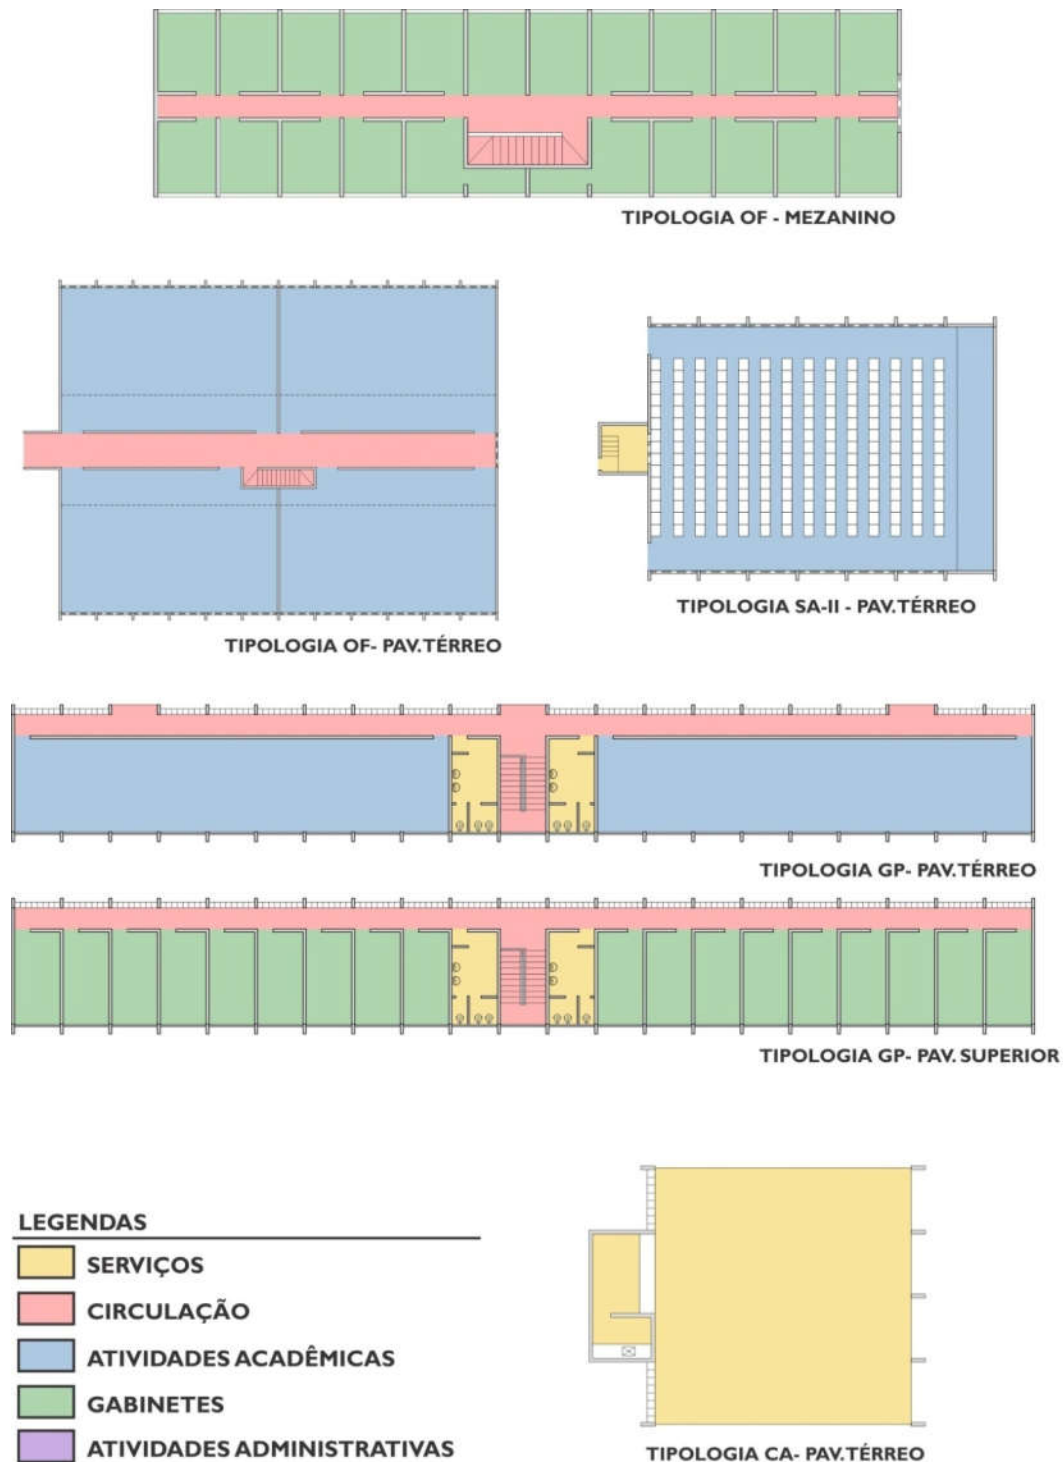 TIPOLOGIA OF - MEZANINO
TIPOLOGIA SA-II - PAV.TÉRREO
TIPOLOGIA OF- PAV.TÉRREO
TIPOLOGIA GP- PAV.TÉRREO
TIPOLOGIA GP- PAV. SUPERIOR
LEGENDAS
SERVIÇOS
CIRCULAÇÃO
ATIVIDADES ACADÊMICAS
GABINETES
ATIVIDADES ADMINISTRATIVAS
TIPOLOGIA CA- PAV.TÉRREO